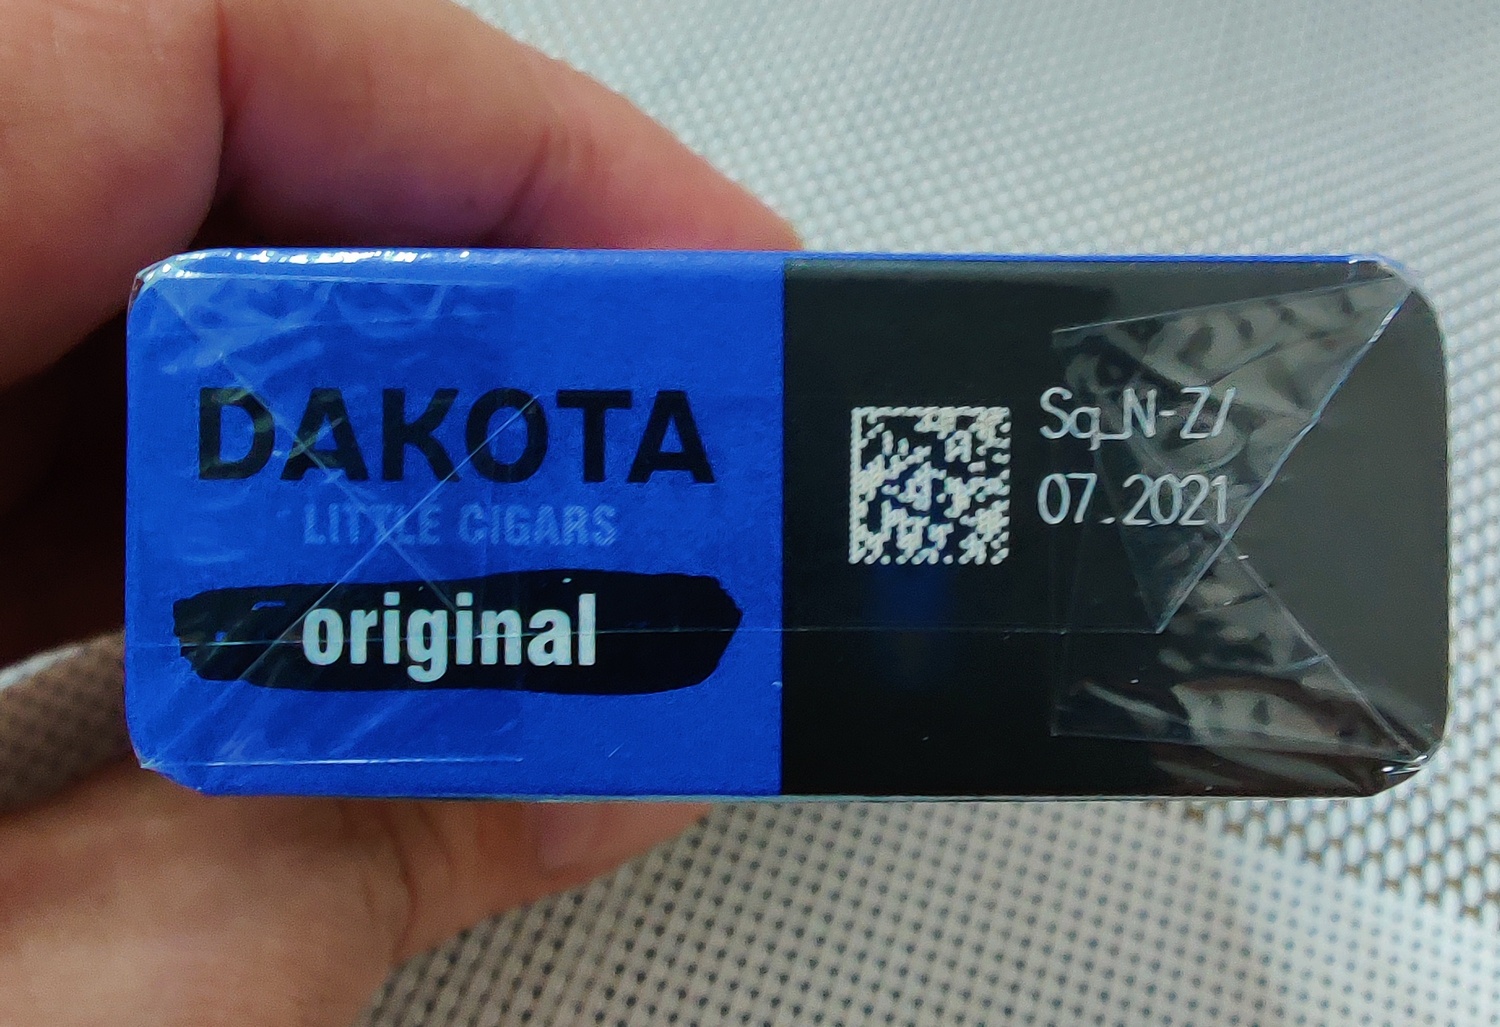 DAKOTA
LITTLE CIGARS
original
Sq_N-Z/
07.2021